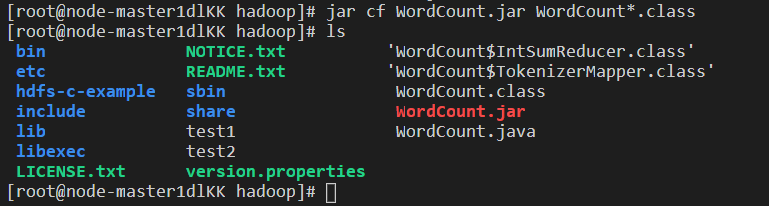 [root@node-master1dlKK hadoop]# jar cf WordCount.jar WordCount*.class
[root@node-master1dlKK hadoop]# ls
bin NOTICE.txt 'WordCount$IntSumReducer.class'
etc README.txt 'WordCount$TokenizerMapper.class'
hdfs-c-example sbin WordCount.class
include share WordCount.jar
lib test1 WordCount.java
libexec test2
LICENSE.txt version.properties
[root@node-master1dlKK hadoop]#